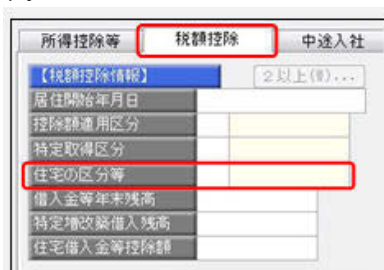 所得控除等 税額控除 中途入社
【税額控除情報】 2以上(W)...
居住開始年月日
控除額適用区分
特定取得区分
住宅の区分等
借入金等年末残高
特定増改築借入残高
住宅借入金等控除額